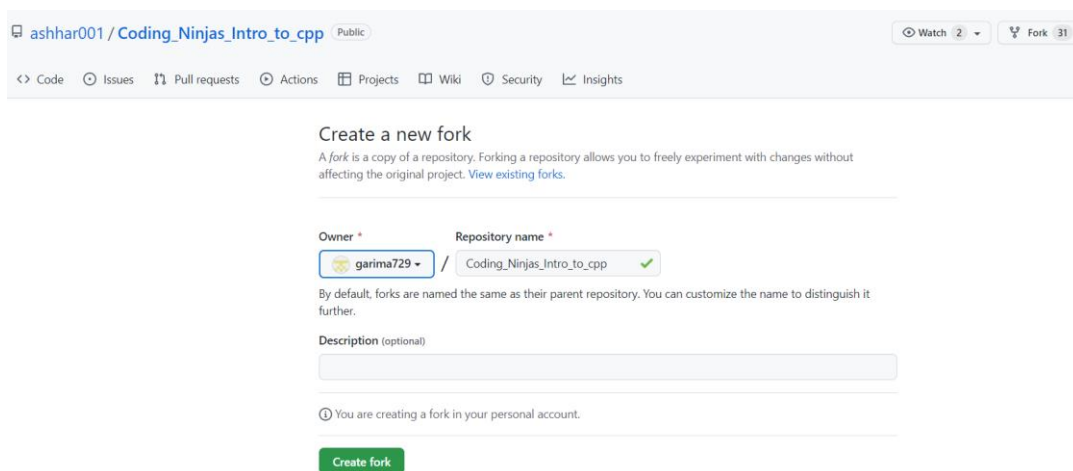 ashhar001 / Coding_Ninjas_Intro_to_cpp Public Watch 2 Fork 31
Code Issues Pull requests Actions Projects Wiki Security Insights
Create a new fork
A fork is a copy of a repository. Forking a repository allows you to freely experiment with changes without
affecting the original project. View existing forks.
Owner * Repository name *
garima729 / Coding_Ninjas_Intro_to_cpp
By default, forks are named the same as their parent repository. You can customize the name to distinguish it
further.
Description (optional)
You are creating a fork in your personal account.
Create fork